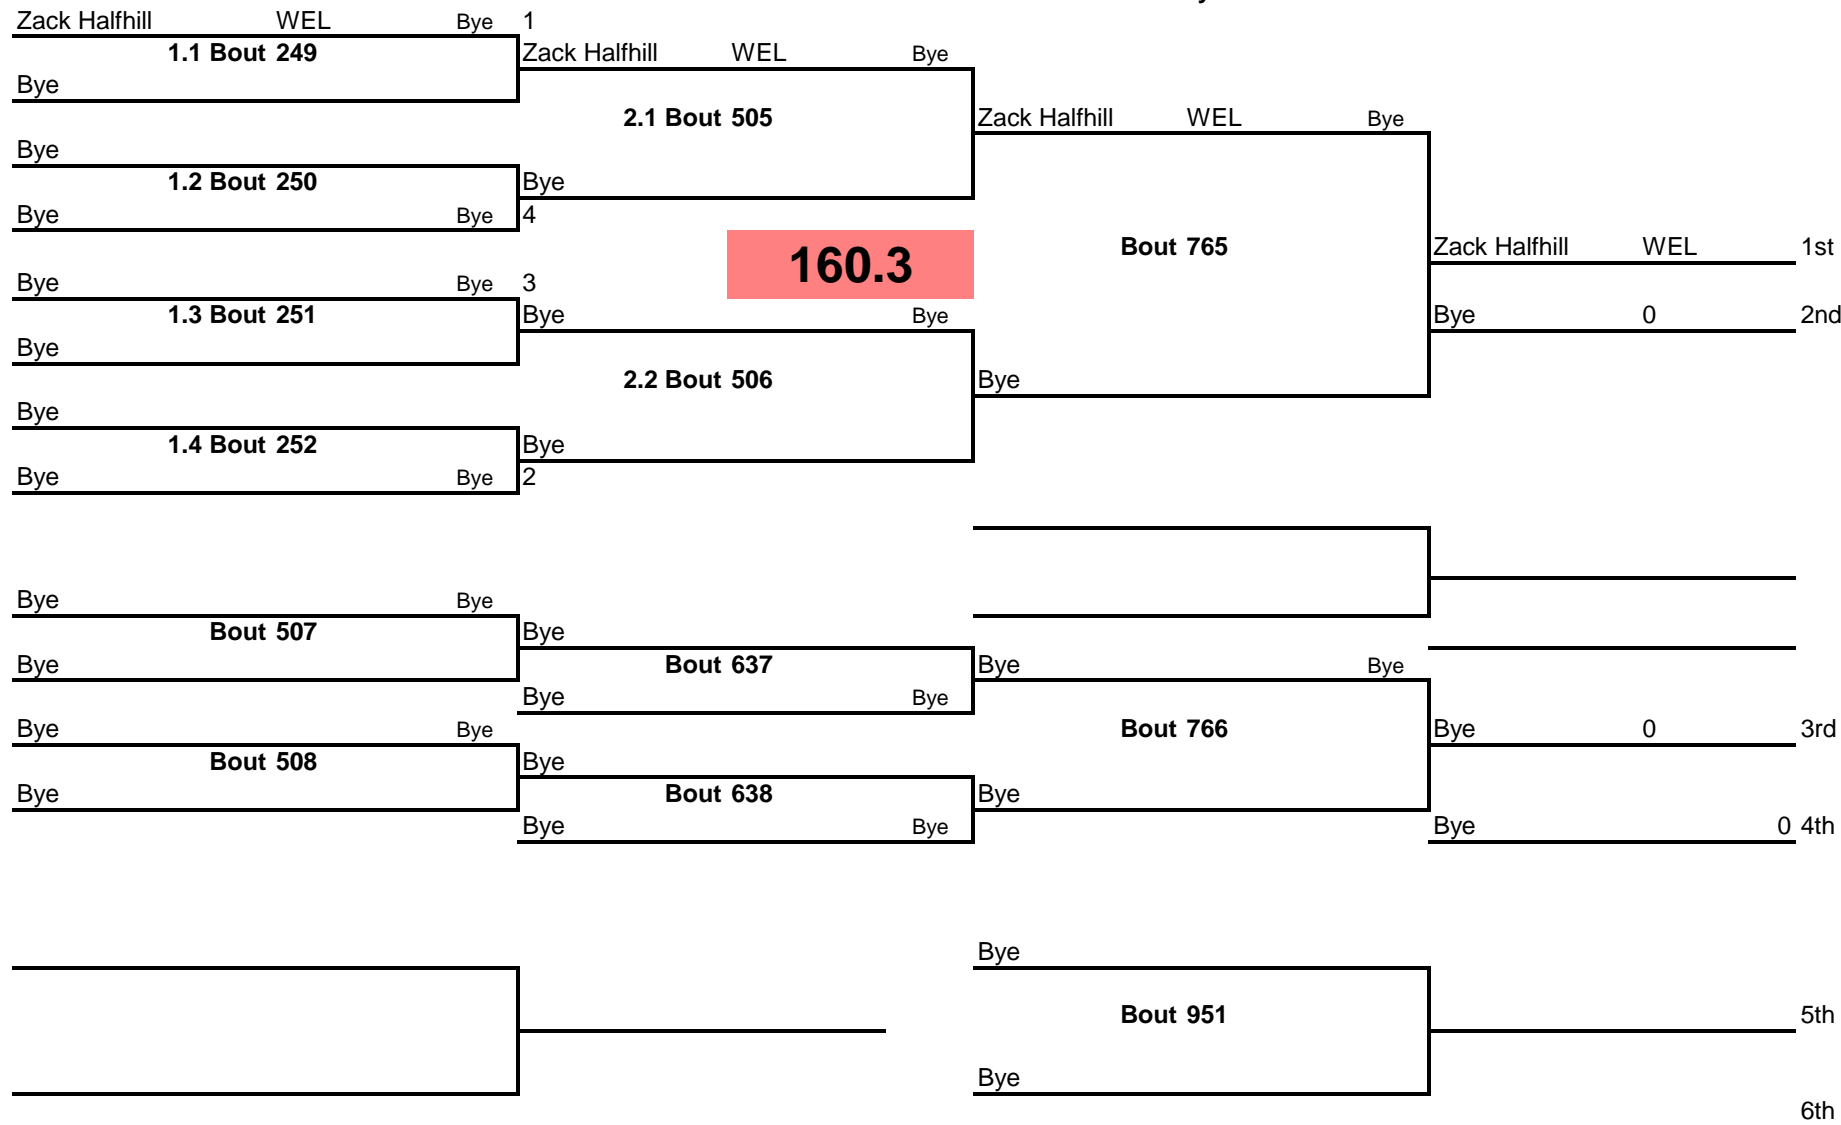 Zack Halfhill WEL Bye 1
1.1 Bout 249 Zack Halfhill WEL Bye
Bye
2.1 Bout 505 Zack Halfhill WEL Bye
Bye
1.2 Bout 250 Bye
Bye Bye 4
160.3 Bout 765 Zack Halfhill WEL 1st
Bye Bye 3
1.3 Bout 251 Bye Bye Bye 0 2nd
Bye
2.2 Bout 506 Bye
Bye
1.4 Bout 252 Bye
Bye Bye 2
Bye Bye
Bout 507 Bye
Bye Bout 637 Bye Bye
Bye Bye
Bye Bye Bout 766 Bye 0 3rd
Bout 508 Bye
Bye Bout 638 Bye
Bye Bye Bye 0 4th
Bye
Bout 951 5th
Bye
6th